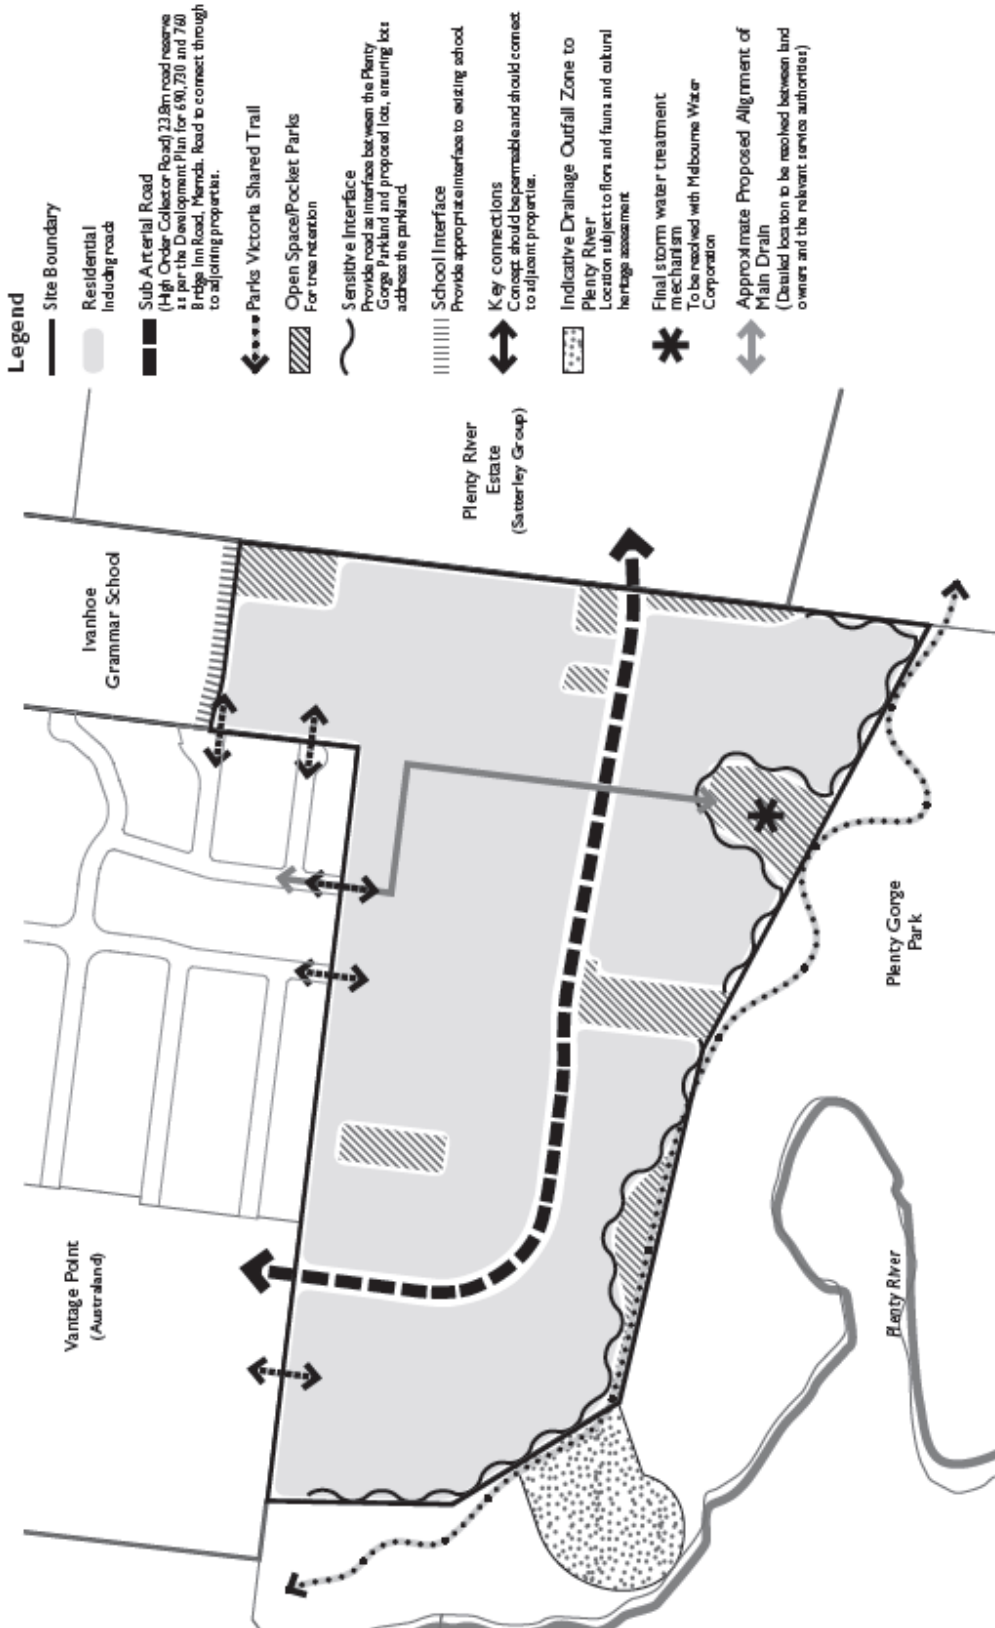 Legend
Site Boundary
Residential
Including roads
Sub Arterial Road
(High Order Collector Road) 23.8m road reserve
as per the Development Plan for 690,730 and 760
Bridge Inn Road, Mernda. Road to connect through
to adjoining properties.
Parks Victoria Shared Trail
Open Space/Pocket Parks
For tree retention
Sensitive Interface
Provide road as interface between the Plenty
Gorge Parkland and proposed lots, ensuring lots
address the parkland.
School Interface
Provide appropriate interface to existing school.
Key connections
Concept should be permeable and should connect
to adjacent properties.
Indicative Drainage Outfall Zone to
Plenty River
Location subject to flora and fauna and cultural
heritage assessment
Final storm water treatment
mechanism
To be resolved with Melbourne Water
Corporation
Approximate Proposed Alignment of
Main Drain
(Detailed location to be resolved between land
owners and the relevant service authorities)
Ivanhoe
Grammar School
Plenty River
Estate
(Satterley Group)
Vantage Point
(Australand)
Plenty Gorge
Park
Plenty River